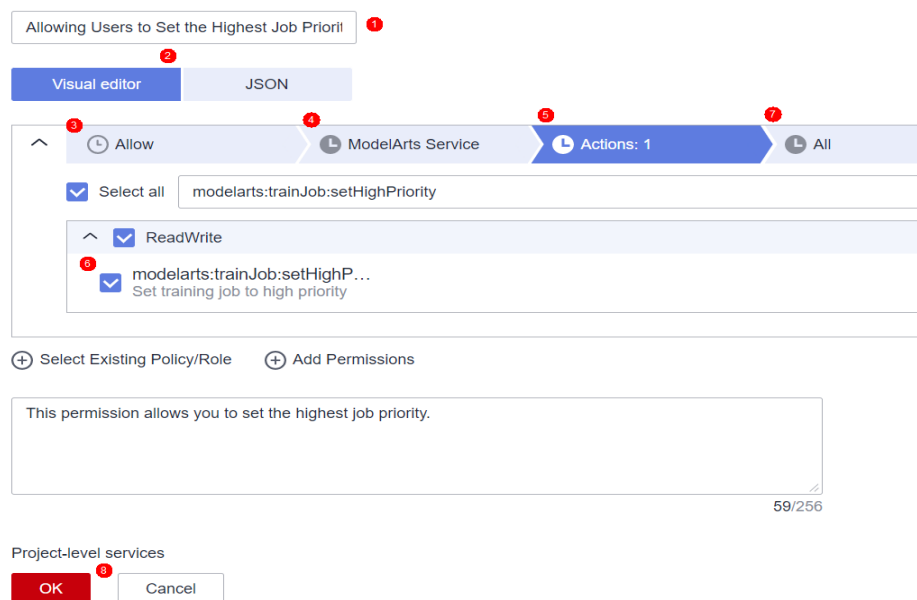 Allowing Users to Set the Highest Job Priorit
1
2
Visual editor
JSON
3
4
5
7
Allow
ModelArts Service
Actions: 1
All
Select all
modelarts:trainJob:setHighPriority
ReadWrite
6
modelarts:trainJob:setHighP...
Set training job to high priority
Select Existing Policy/Role
Add Permissions
This permission allows you to set the highest job priority.
59/256
Project-level services
8
OK
Cancel